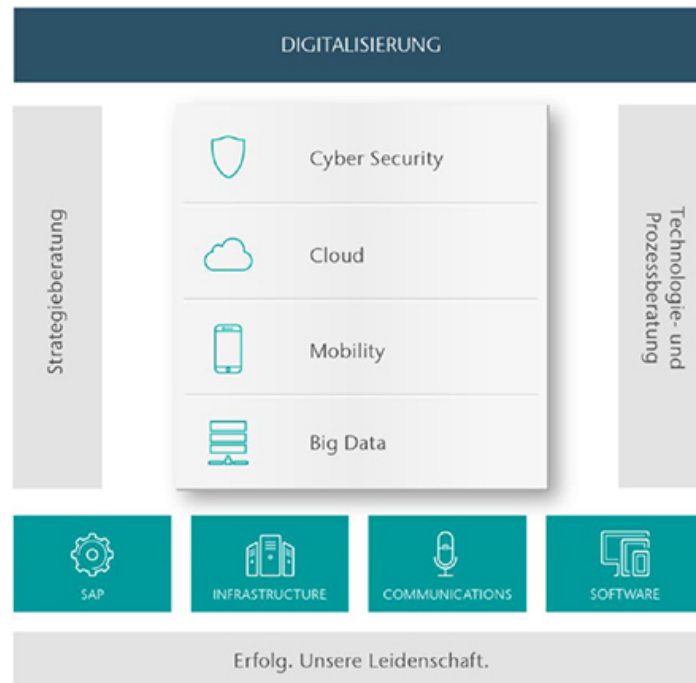 DIGITALISIERUNG
Strategieberatung
Cyber Security
Cloud
Mobility
Big Data
Technologie- und
Prozessberatung
SAP
INFRASTRUCTURE
COMMUNICATIONS
SOFTWARE
Erfolg. Unsere Leidenschaft.